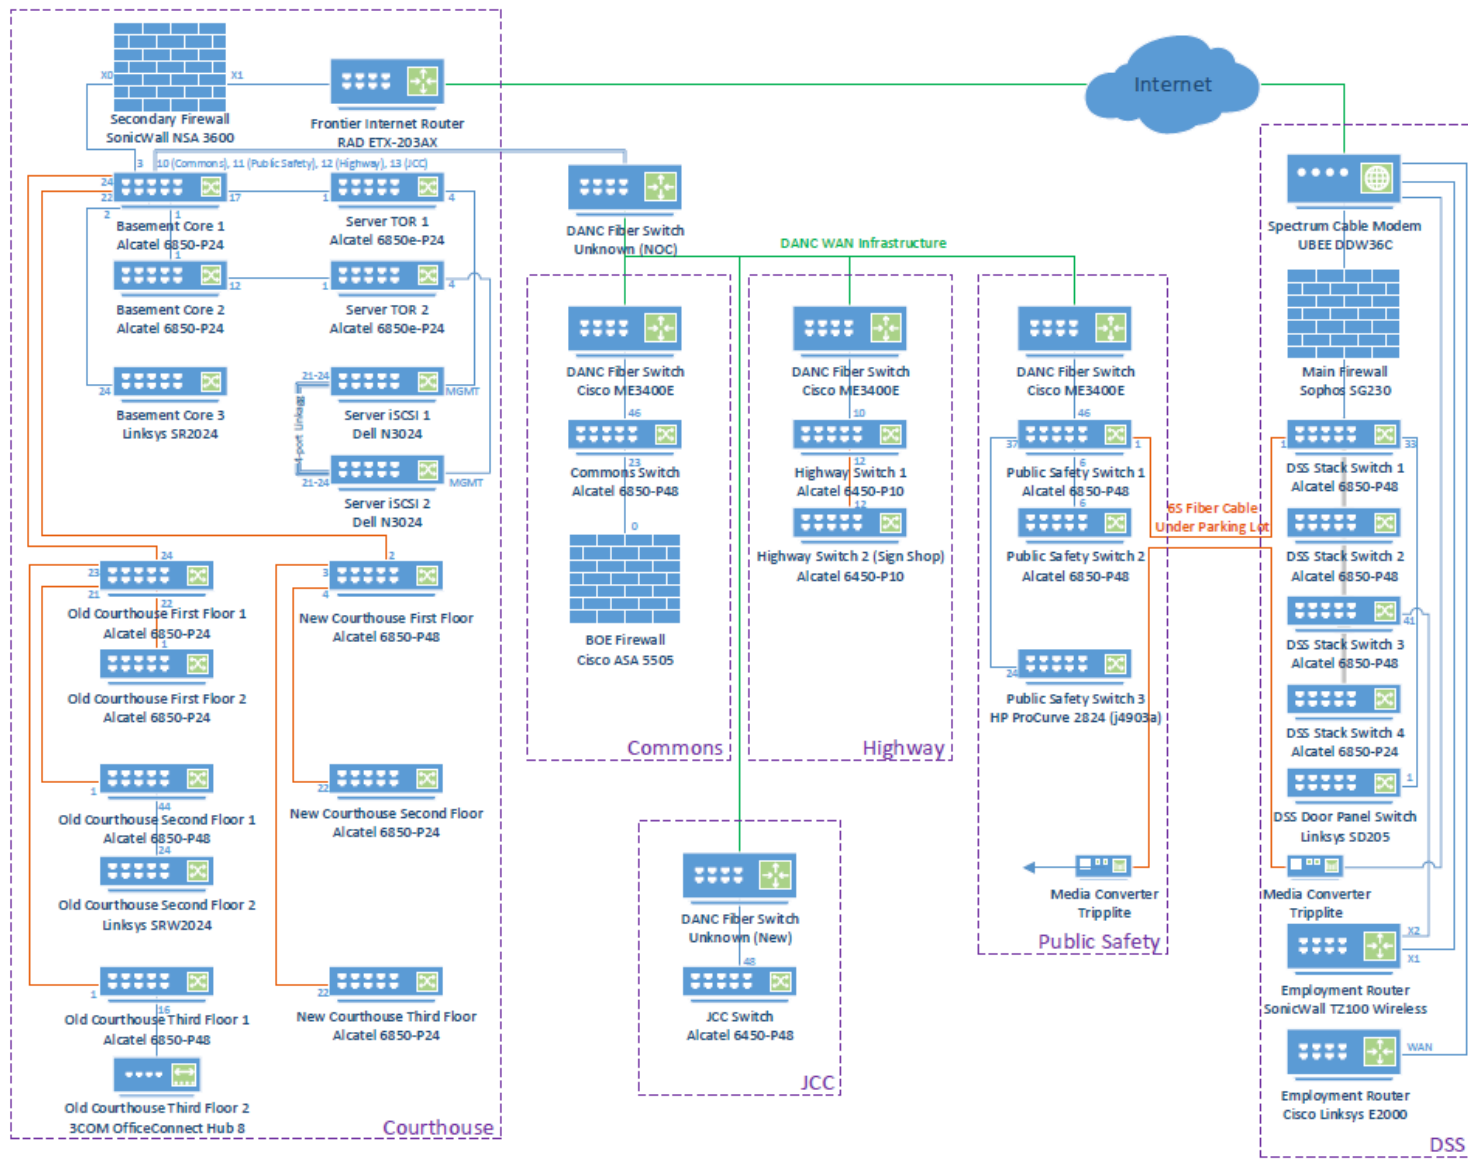 X0
X1
Secondary Firewall
SonicWall NSA 3600
Frontier Internet Router
RAD ETX-203AX
Internet
3
10 (Commons), 11 (Public Safety), 12 (Highway), 13 (JCC)
24
22
2
17
1
Basement Core 1
Alcatel 6850-P24
1
4
Server TOR 1
Alcatel 6850e-P24
1
12
Basement Core 2
Alcatel 6850-P24
1
4
Server TOR 2
Alcatel 6850e-P24
24
Basement Core 3
Linksys SR2024
21-24
MGMT
Server iSCSI 1
Dell N3024
4-port Linkagg
21-24
MGMT
Server iSCSI 2
Dell N3024
24
23
21
22
Old Courthouse First Floor 1
Alcatel 6850-P24
1
Old Courthouse First Floor 2
Alcatel 6850-P24
1
44
Old Courthouse Second Floor 1
Alcatel 6850-P48
24
Old Courthouse Second Floor 2
Linksys SRW2024
1
16
Old Courthouse Third Floor 1
Alcatel 6850-P48
Old Courthouse Third Floor 2
3COM OfficeConnect Hub 8
2
3
4
New Courthouse First Floor
Alcatel 6850-P48
22
New Courthouse Second Floor
Alcatel 6850-P24
22
New Courthouse Third Floor
Alcatel 6850-P24
Courthouse
DANC Fiber Switch
Unknown (NOC)
DANC WAN Infrastructure
DANC Fiber Switch
Cisco ME3400E
46
23
Commons Switch
Alcatel 6850-P48
0
BOE Firewall
Cisco ASA 5505
Commons
DANC Fiber Switch
Cisco ME3400E
10
12
Highway Switch 1
Alcatel 6450-P10
12
Highway Switch 2 (Sign Shop)
Alcatel 6450-P10
Highway
DANC Fiber Switch
Unknown (New)
48
JCC Switch
Alcatel 6450-P48
JCC
DANC Fiber Switch
Cisco ME3400E
46
37
1
6
Public Safety Switch 1
Alcatel 6850-P48
6
Public Safety Switch 2
Alcatel 6850-P48
24
Public Safety Switch 3
HP ProCurve 2824 (j4903a)
Media Converter
Tripplite
Public Safety
6S Fiber Cable
Under Parking Lot
Spectrum Cable Modem
UBEE DDW36C
Main Firewall
Sophos SG230
1
33
DSS Stack Switch 1
Alcatel 6850-P48
DSS Stack Switch 2
Alcatel 6850-P48
41
DSS Stack Switch 3
Alcatel 6850-P48
DSS Stack Switch 4
Alcatel 6850-P24
1
DSS Door Panel Switch
Linksys SD205
Media Converter
Tripplite
X2
X1
Employment Router
SonicWall TZ100 Wireless
WAN
Employment Router
Cisco Linksys E2000
DSS